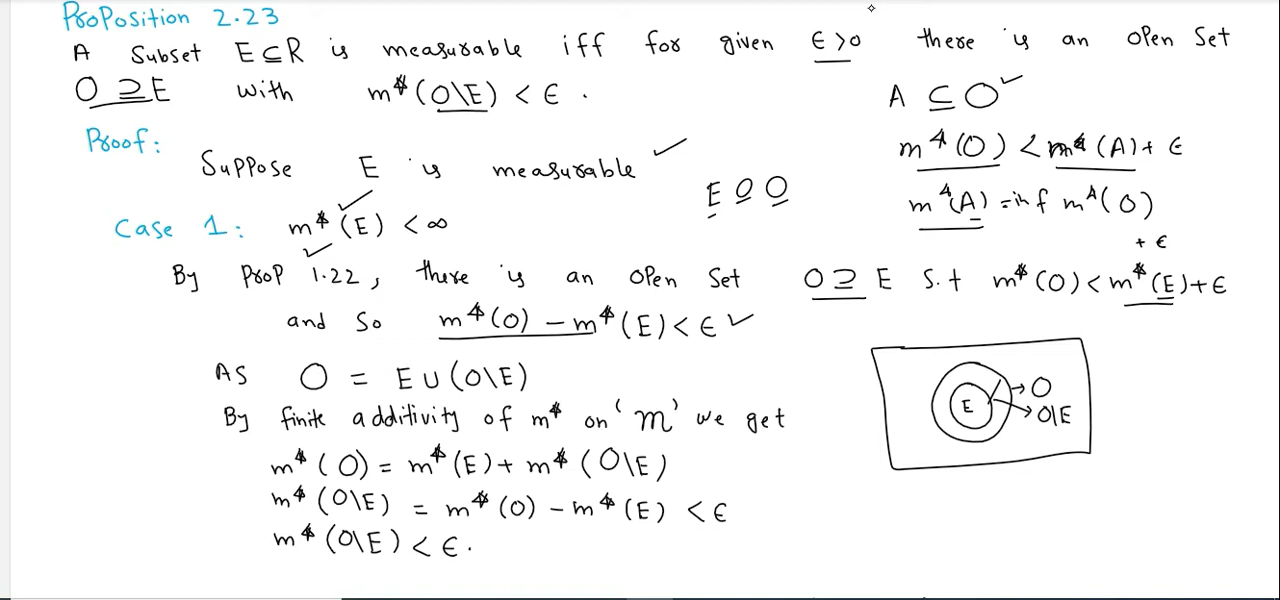 Proposition 2.23
A Subset E⊆R is measurable iff for given ϵ>0 there is an open Set
O ⊇ E with m*(O\E) < ϵ .
A ⊆ O
Proof:
m*(O) < m*(A) + ϵ
Suppose E is measurable
E O O
m*(A) = inf m*(O)
+ ϵ
Case 1: m*(E) < ∞
By Prop 1.22, there is an open Set O ⊇ E S.t m*(O) < m*(E)+ϵ
and So m*(O) − m*(E) < ϵ
As O = E ∪ (O\E)
E
O
O\E
By finite additivity of m* on 'm' we get
m*(O) = m*(E) + m*(O\E)
m*(O\E) = m*(O) − m*(E) < ϵ
m*(O\E) < ϵ.